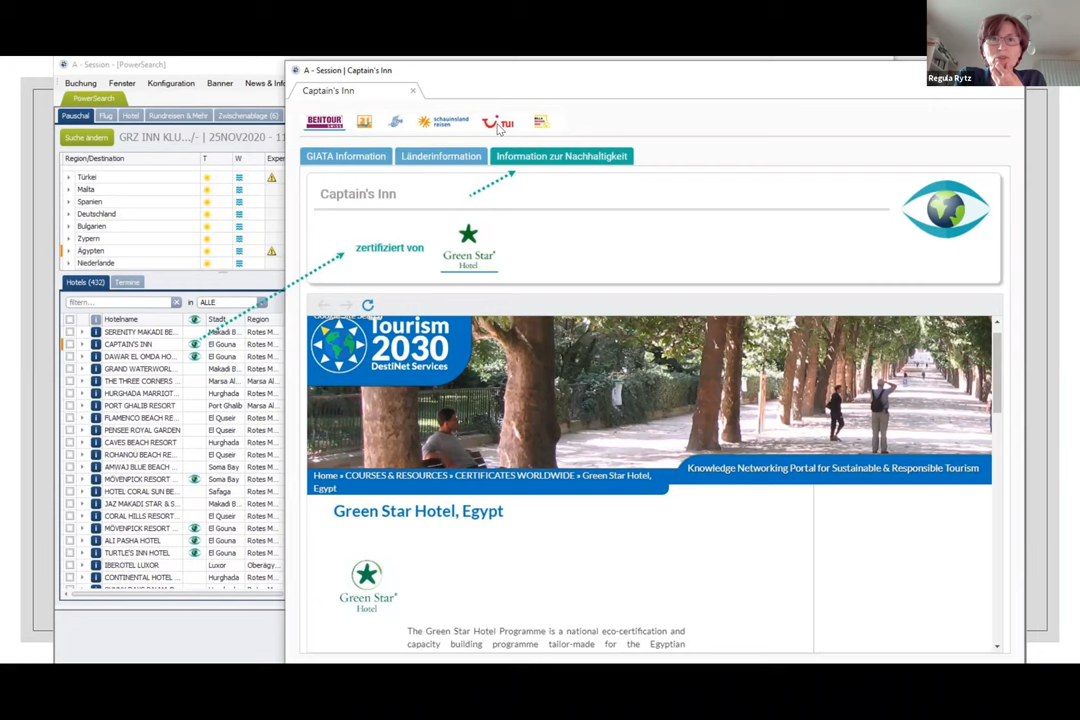 Regula Rytz
A - Session - [PowerSearch]
Buchung Fenster Konfiguration Banner News & Info
PowerSearch
Pauschal Flug Hotel Rundreisen & Mehr Zwischenablage (6)
Suche ändern GRZ INN KLU.../- | 25NOV2020 - 11
Region/Destination T W Exper
Türkei
Malta
Spanien
Deutschland
Bulgarien
Zypern
Ägypten
Niederlande
Hotels (432) Termine
filtern... in ALLE
Hotelname Stadt Region
SERENITY MAKADI BE... Makadi B... Rotes M...
CAPTAIN'S INN El Gouna Rotes M...
DAWAR EL OMDA HO... El Gouna Rotes M...
GRAND WATERWORL... Makadi B... Rotes M...
THE THREE CORNERS ... Marsa Al... Rotes M...
HURGHADA MARRIOT... Hurghada Rotes M...
PORT GHALIB RESORT Port Ghalib Marsa Al...
FLAMENCO BEACH RE... El Quseir Rotes M...
PENSEE ROYAL GARDEN El Quseir Rotes M...
CAVES BEACH RESORT Hurghada Rotes M...
ROHANOU BEACH RE... El Quseir Rotes M...
AMWAJ BLUE BEACH ... Soma Bay Rotes M...
MÖVENPICK RESORT ... Soma Bay Rotes M...
HOTEL CORAL SUN BE... Safaga Rotes M...
JAZ MAKADI STAR & S... Makadi B... Rotes M...
CORAL HILLS RESORT... El Quseir Rotes M...
MÖVENPICK RESORT ... El Gouna Rotes M...
ALI PASHA HOTEL El Gouna Rotes M...
TURTLE'S INN HOTEL El Gouna Rotes M...
IBEROTEL LUXOR Luxor Oberägy...
CONTINENTAL HOTEL ... Hurghada Rotes M...
A - Session | Captain's Inn
Captain's Inn
BENTOUR schauinsland reisen TUI
GIATA Information Länderinformation Information zur Nachhaltigkeit
Captain's Inn
zertifiziert von
Green Star
Hotel
Tourism
2030
DestiNet Services
Home » COURSES & RESOURCES » CERTIFICATES WORLDWIDE » Green Star Hotel,
Egypt
Knowledge Networking Portal for Sustainable & Responsible Tourism
Green Star Hotel, Egypt
Green Star
Hotel
The Green Star Hotel Programme is a national eco-certification and
capacity building programme tailor-made for the Egyptian